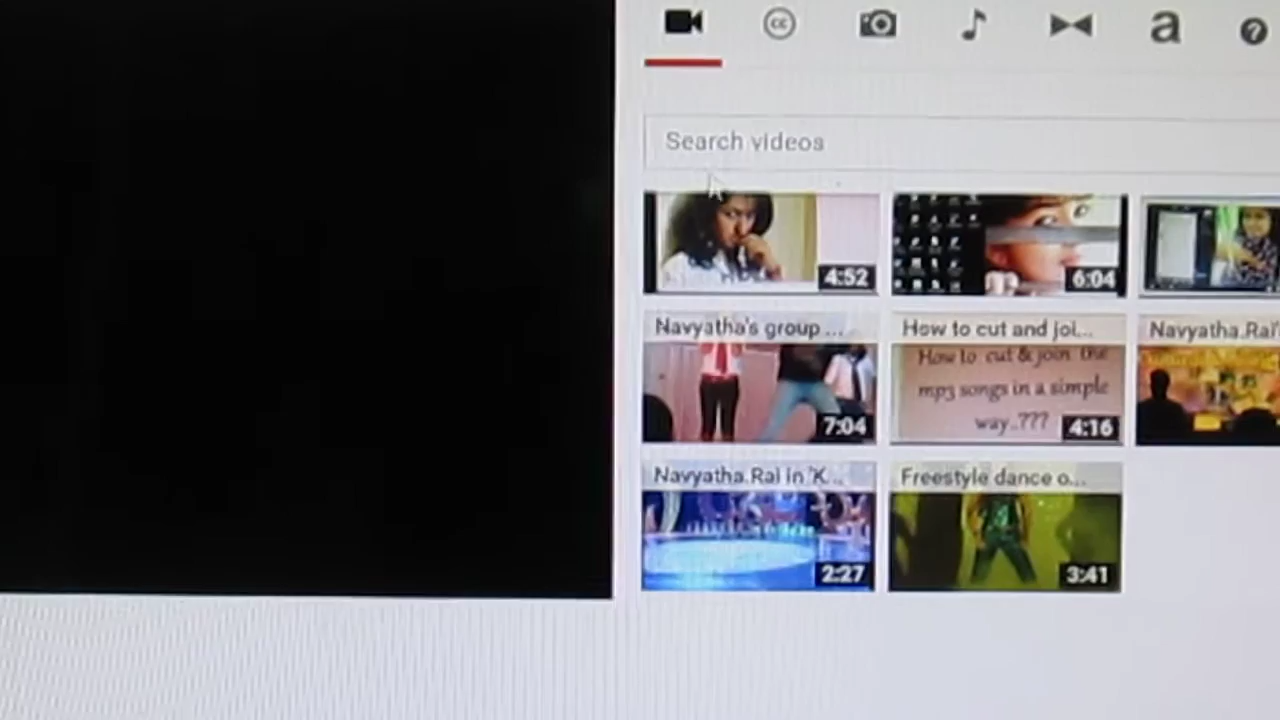 cc
a
?
Search videos
4:52
6:04
Navyatha's group ...
How to cut and joi...
Navyatha.Rai'
How to cut & join the
mp3 songs in a simple
way..???
7:04
4:16
Navyatha.Rai in 'K...
Freestyle dance o...
2:27
3:41